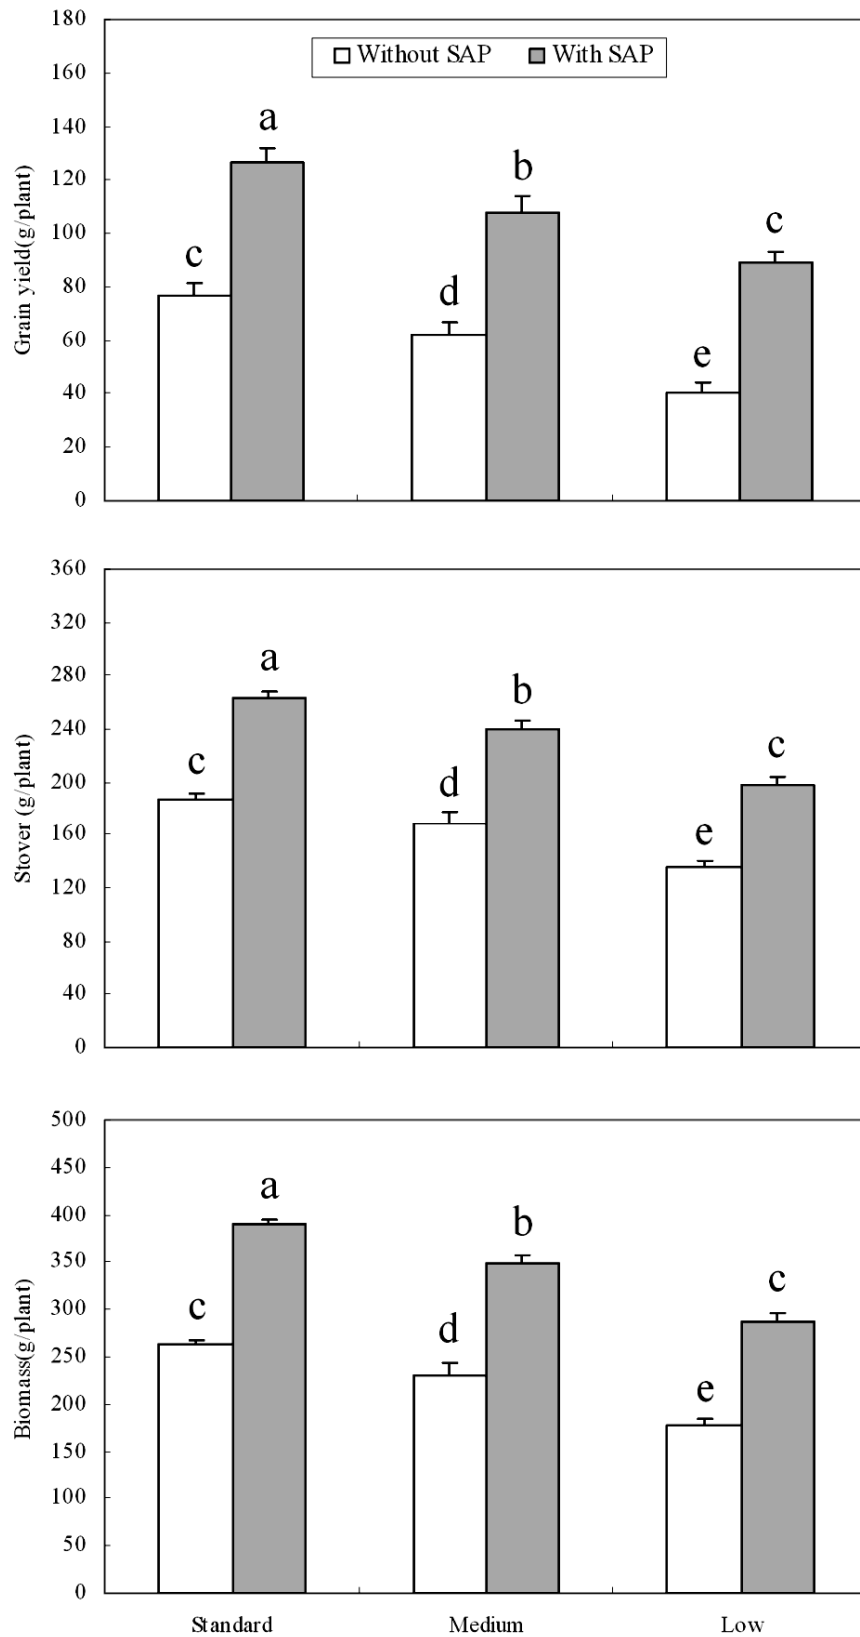 180
160
140
120
100
80
60
40
20
0
Grain yield(g/plant)
Without SAP With SAP
a
b
c
c
d
e
360
320
280
240
200
160
120
80
40
0
Stover (g/plant)
a
b
c
c
d
e
500
450
400
350
300
250
200
150
100
50
0
Biomass(g/plant)
a
b
c
c
d
e
Standard Medium Low